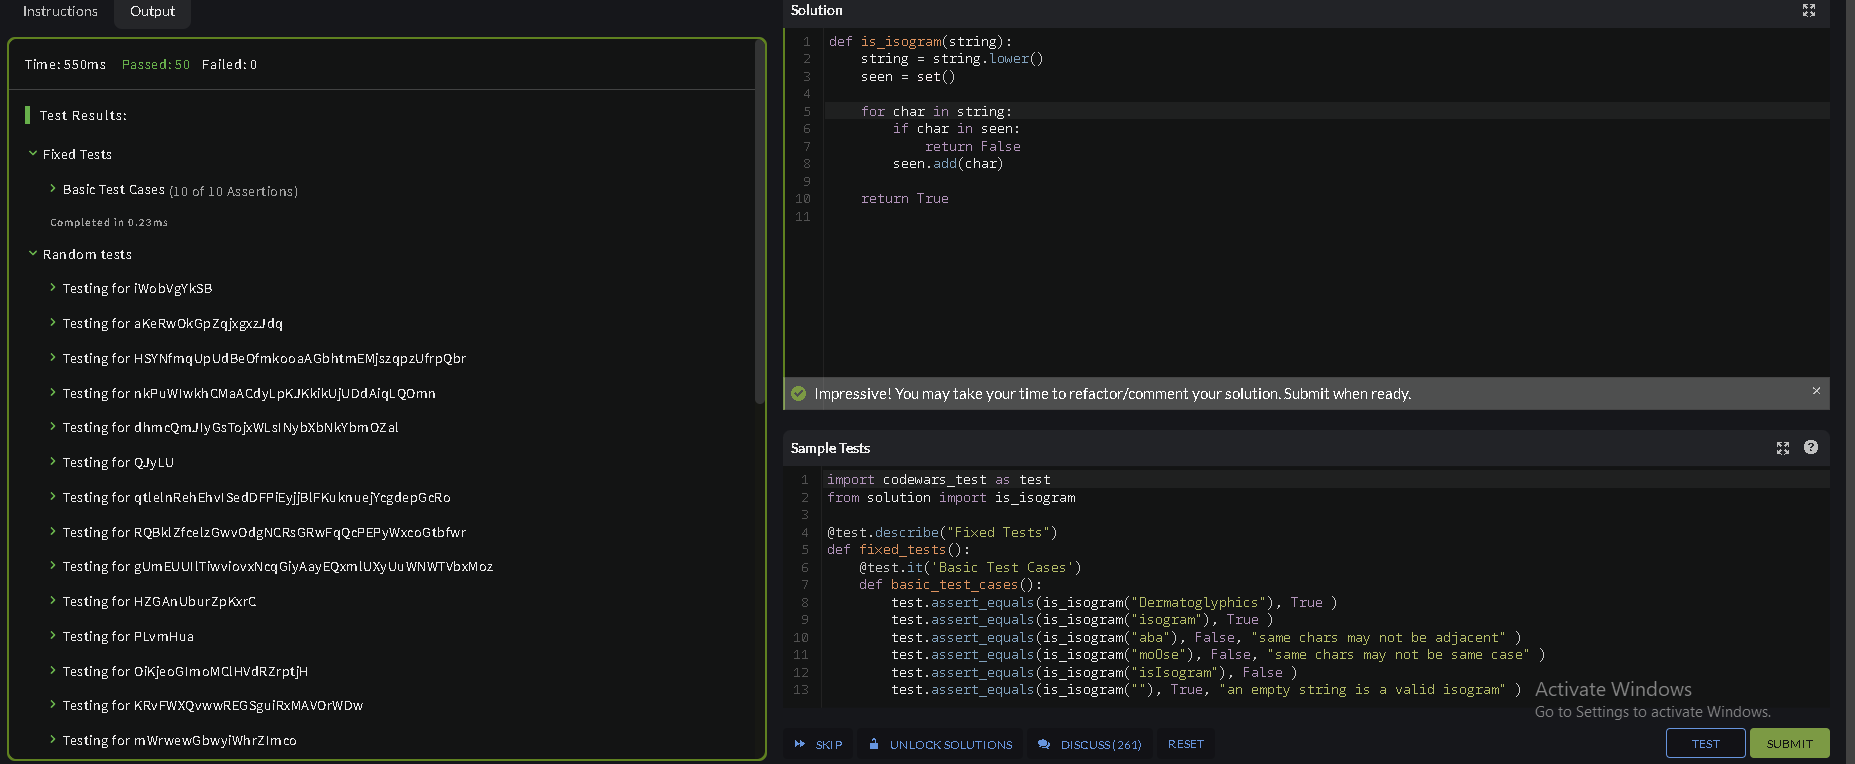 Instructions
Output
Time: 550ms Passed: 50 Failed: 0
Test Results:
Fixed Tests
Basic Test Cases (10 of 10 Assertions)
Completed in 0.23ms
Random tests
Testing for iWobVgYkSB
Testing for aKeRwOkGpZqjxgxzJdq
Testing for HSYNfmqUpUdBeOfmkooaAGbhtmEMjszqpzUfrpQbr
Testing for nkPuWIwkhCMaACdyLpKJKkikUjUDdAiqLQOmn
Testing for dhmcQmJIyGsTojxWLsINybXbNkYbmOZal
Testing for QJyLU
Testing for qtlelnRehEhvISedDFPiEyjjBlFKuknuejYcgdepGcRo
Testing for RQBklZfcelzGwvOdgNCRsGRwFqQcPEPyWxcoGtbfwr
Testing for gUmEUUIlTiwviovxNcqGiyAayEQxmlUXyUuWNWTVbxMoz
Testing for HZGAnUburZpKxrC
Testing for PLvmHua
Testing for OiKjeoGImoMClHVdRZrptjH
Testing for KRvFWXQvwwREGSguiRxMAVOrWDw
Testing for mWrwewGbwyiWhrZImco
Solution
1 def is_isogram(string):
2 string = string.lower()
3 seen = set()
4
5 for char in string:
6 if char in seen:
7 return False
8 seen.add(char)
9
10 return True
11
Impressive! You may take your time to refactor/comment your solution. Submit when ready.
Sample Tests
1 import codewars_test as test
2 from solution import is_isogram
3
4 @test.describe("Fixed Tests")
5 def fixed_tests():
6 @test.it('Basic Test Cases')
7 def basic_test_cases():
8 test.assert_equals(is_isogram("Dermatoglyphics"), True )
9 test.assert_equals(is_isogram("isogram"), True )
10 test.assert_equals(is_isogram("aba"), False, "same chars may not be adjacent" )
11 test.assert_equals(is_isogram("moOse"), False, "same chars may not be same case" )
12 test.assert_equals(is_isogram("isIsogram"), False )
13 test.assert_equals(is_isogram(""), True, "an empty string is a valid isogram" )
Activate Windows
Go to Settings to activate Windows.
SKIP
UNLOCK SOLUTIONS
DISCUSS (261)
RESET
TEST
SUBMIT